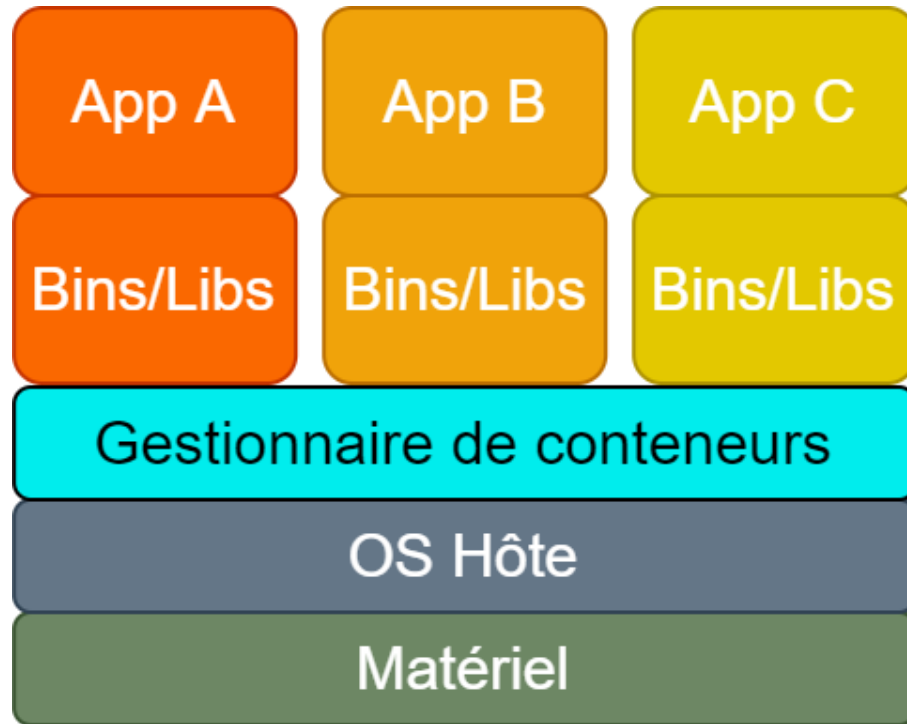 App A App B App C
Bins/Libs Bins/Libs Bins/Libs
Gestionnaire de conteneurs
OS Hôte
Matériel